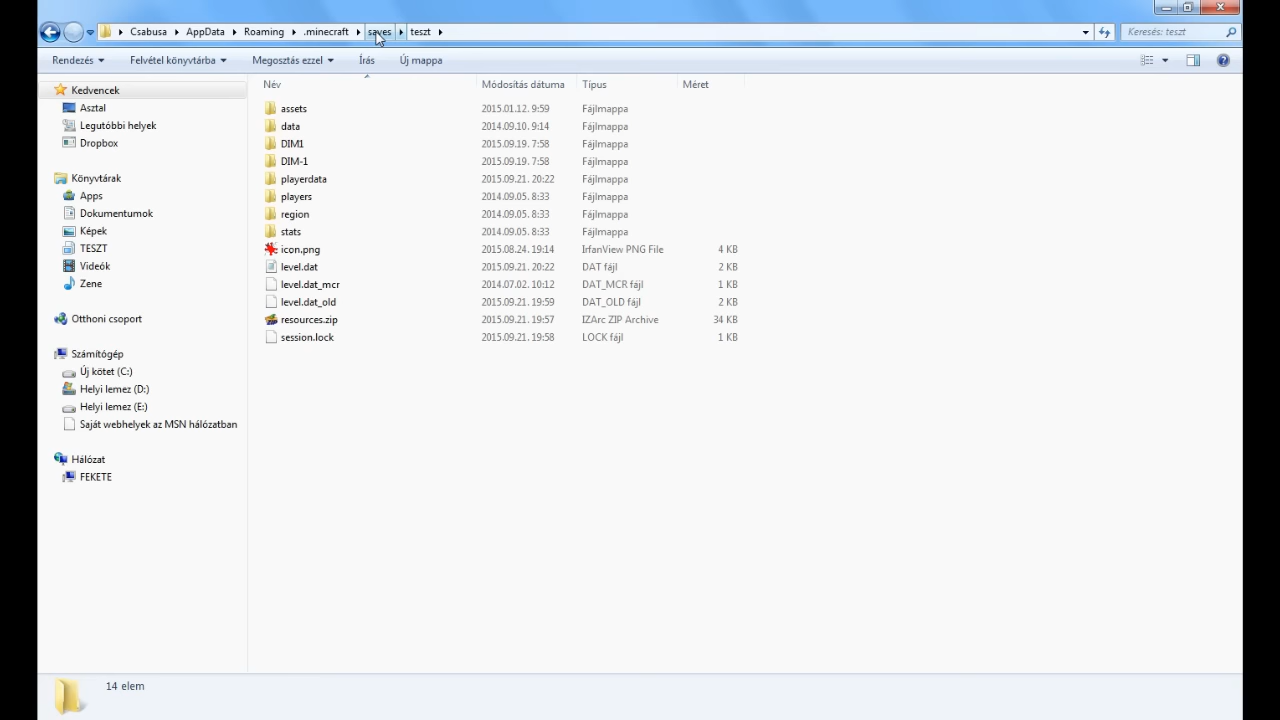 Csabusa AppData Roaming .minecraft saves teszt Keresés: teszt
Rendezés Felvétel könyvtárba Megosztás ezzel Írás Új mappa
Kedvencek
Asztal
Legutóbbi helyek
Dropbox
Könyvtárak
Apps
Dokumentumok
Képek
TESZT
Videók
Zene
Otthoni csoport
Számítógép
Új kötet (C:)
Helyi lemez (D:)
Helyi lemez (E:)
Saját webhelyek az MSN hálózatban
Hálózat
FEKETE
Név Módosítás dátuma Típus Méret
assets 2015.01.12. 9:59 Fájlmappa
data 2014.09.10. 9:14 Fájlmappa
DIM1 2015.09.19. 7:58 Fájlmappa
DIM-1 2015.09.19. 7:58 Fájlmappa
playerdata 2015.09.21. 20:22 Fájlmappa
players 2014.09.05. 8:33 Fájlmappa
region 2014.09.05. 8:33 Fájlmappa
stats 2014.09.05. 8:33 Fájlmappa
icon.png 2015.08.24. 19:14 IrfanView PNG File 4 KB
level.dat 2015.09.21. 20:22 DAT fájl 2 KB
level.dat_mcr 2014.07.02. 10:12 DAT_MCR fájl 1 KB
level.dat_old 2015.09.21. 19:59 DAT_OLD fájl 2 KB
resources.zip 2015.09.21. 19:57 IZArc ZIP Archive 34 KB
session.lock 2015.09.21. 19:58 LOCK fájl 1 KB
14 elem